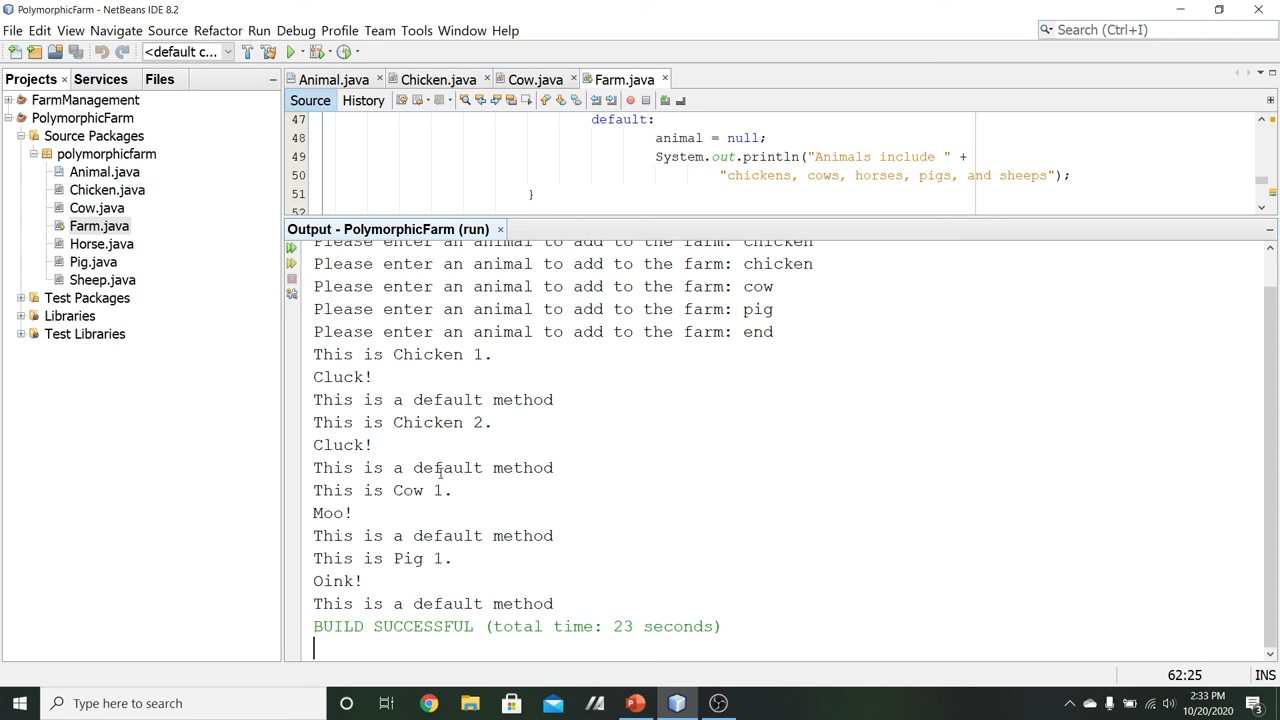 PolymorphicFarm - NetBeans IDE 8.2
File Edit View Navigate Source Refactor Run Debug Profile Team Tools Window Help
Search (Ctrl+I)
<default c...
Projects Services Files
FarmManagement
PolymorphicFarm
Source Packages
polymorphicfarm
Animal.java
Chicken.java
Cow.java
Farm.java
Horse.java
Pig.java
Sheep.java
Test Packages
Libraries
Test Libraries
Animal.java Chicken.java Cow.java Farm.java
Source History
47 default:
48 animal = null;
49 System.out.println("Animals include " +
50 "chickens, cows, horses, pigs, and sheeps");
51 }
52
Output - PolymorphicFarm (run)
Please enter an animal to add to the farm: chicken
Please enter an animal to add to the farm: chicken
Please enter an animal to add to the farm: cow
Please enter an animal to add to the farm: pig
Please enter an animal to add to the farm: end
This is Chicken 1.
Cluck!
This is a default method
This is Chicken 2.
Cluck!
This is a default method
This is Cow 1.
Moo!
This is a default method
This is Pig 1.
Oink!
This is a default method
BUILD SUCCESSFUL (total time: 23 seconds)
62:25 INS
Type here to search
2:33 PM
10/20/2020
3